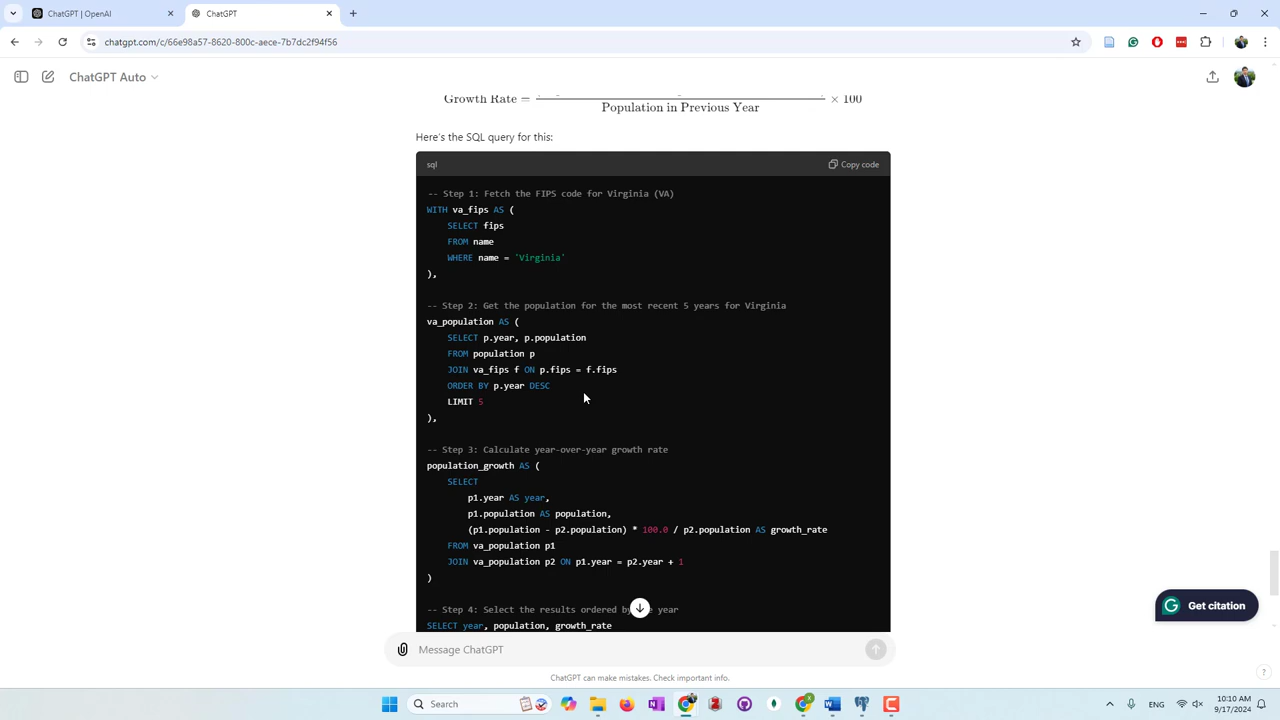 ChatGPT | OpenAI
ChatGPT
chatgpt.com/c/66e98a57-8620-800c-aece-7b7dc2f94f56
ChatGPT Auto
Growth Rate =
Population in Previous Year
× 100
Here's the SQL query for this:
sql
Copy code
-- Step 1: Fetch the FIPS code for Virginia (VA)
WITH va_fips AS (
SELECT fips
FROM name
WHERE name = 'Virginia'
),
-- Step 2: Get the population for the most recent 5 years for Virginia
va_population AS (
SELECT p.year, p.population
FROM population p
JOIN va_fips f ON p.fips = f.fips
ORDER BY p.year DESC
LIMIT 5
),
-- Step 3: Calculate year-over-year growth rate
population_growth AS (
SELECT
p1.year AS year,
p1.population AS population,
(p1.population - p2.population) * 100.0 / p2.population AS growth_rate
FROM va_population p1
JOIN va_population p2 ON p1.year = p2.year + 1
)
-- Step 4: Select the results ordered by year
SELECT year, population, growth_rate
Get citation
Message ChatGPT
ChatGPT can make mistakes. Check important info.
?
Search
ENG
10:10 AM
9/17/2024